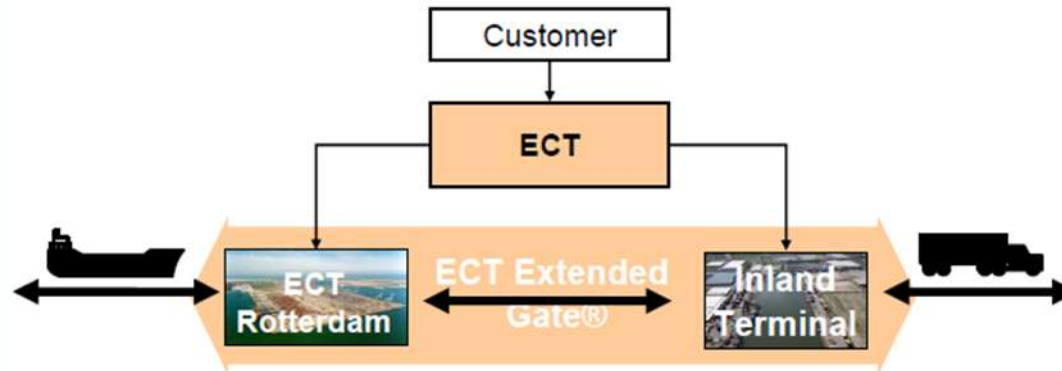 Customer
ECT
ECT
Rotterdam
ECT Extended
Gate®
Inland
Terminal